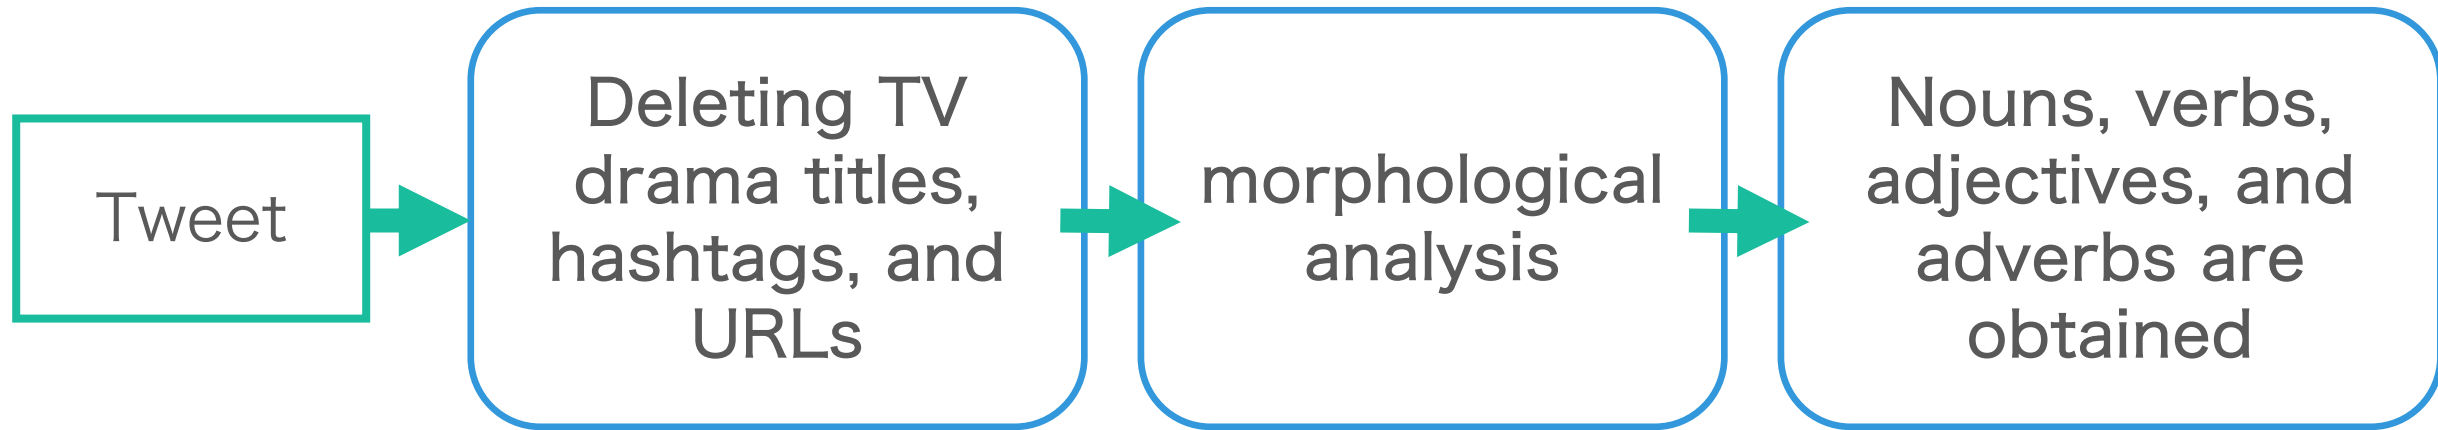 Tweet
Deleting TV
drama titles,
hashtags, and
URLs
morphological
analysis
Nouns, verbs,
adjectives, and
adverbs are
obtained